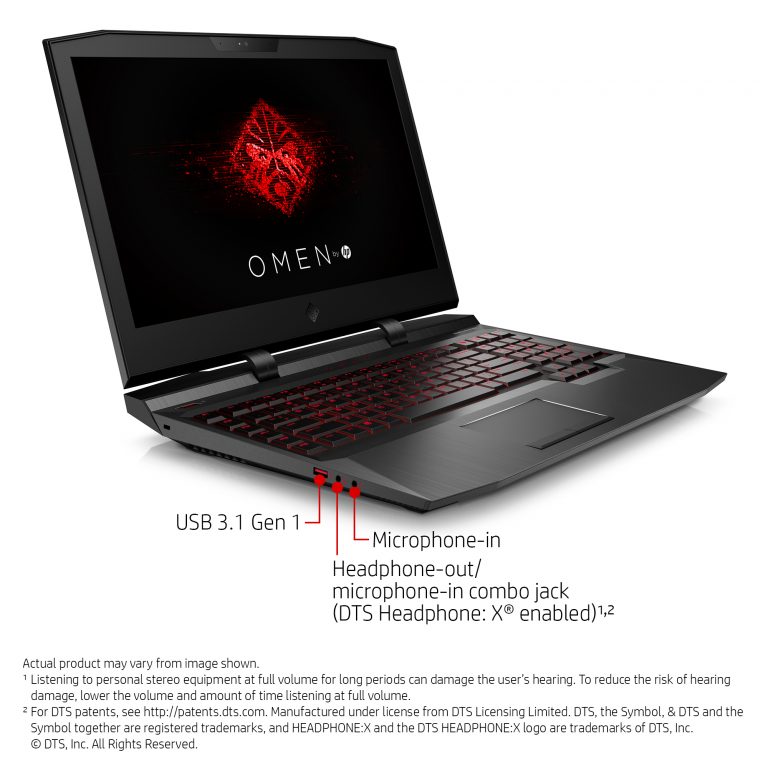 OMEN by hp
USB 3.1 Gen 1
Microphone-in
Headphone-out/
microphone-in combo jack
(DTS Headphone: X® enabled)¹,²
Actual product may vary from image shown.
¹ Listening to personal stereo equipment at full volume for long periods can damage the user's hearing. To reduce the risk of hearing
damage, lower the volume and amount of time listening at full volume.
² For DTS patents, see http://patents.dts.com. Manufactured under license from DTS Licensing Limited. DTS, the Symbol, & DTS and the
Symbol together are registered trademarks, and HEADPHONE:X and the DTS HEADPHONE:X logo are trademarks of DTS, Inc.
© DTS, Inc. All Rights Reserved.